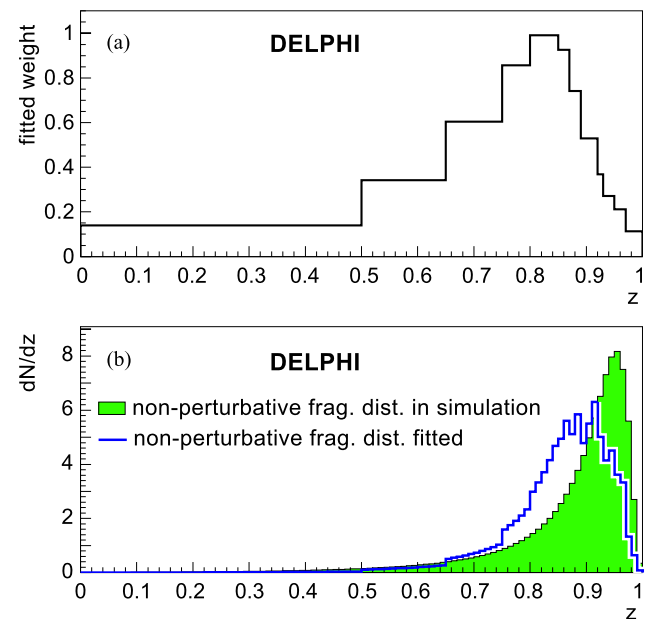 (a)
DELPHI
fitted weight
1
0.8
0.6
0.4
0.2
0
0 0.1 0.2 0.3 0.4 0.5 0.6 0.7 0.8 0.9 1
z
(b)
DELPHI
dN/dz
non-perturbative frag. dist. in simulation
non-perturbative frag. dist. fitted
8
6
4
2
0
0 0.1 0.2 0.3 0.4 0.5 0.6 0.7 0.8 0.9 1
z